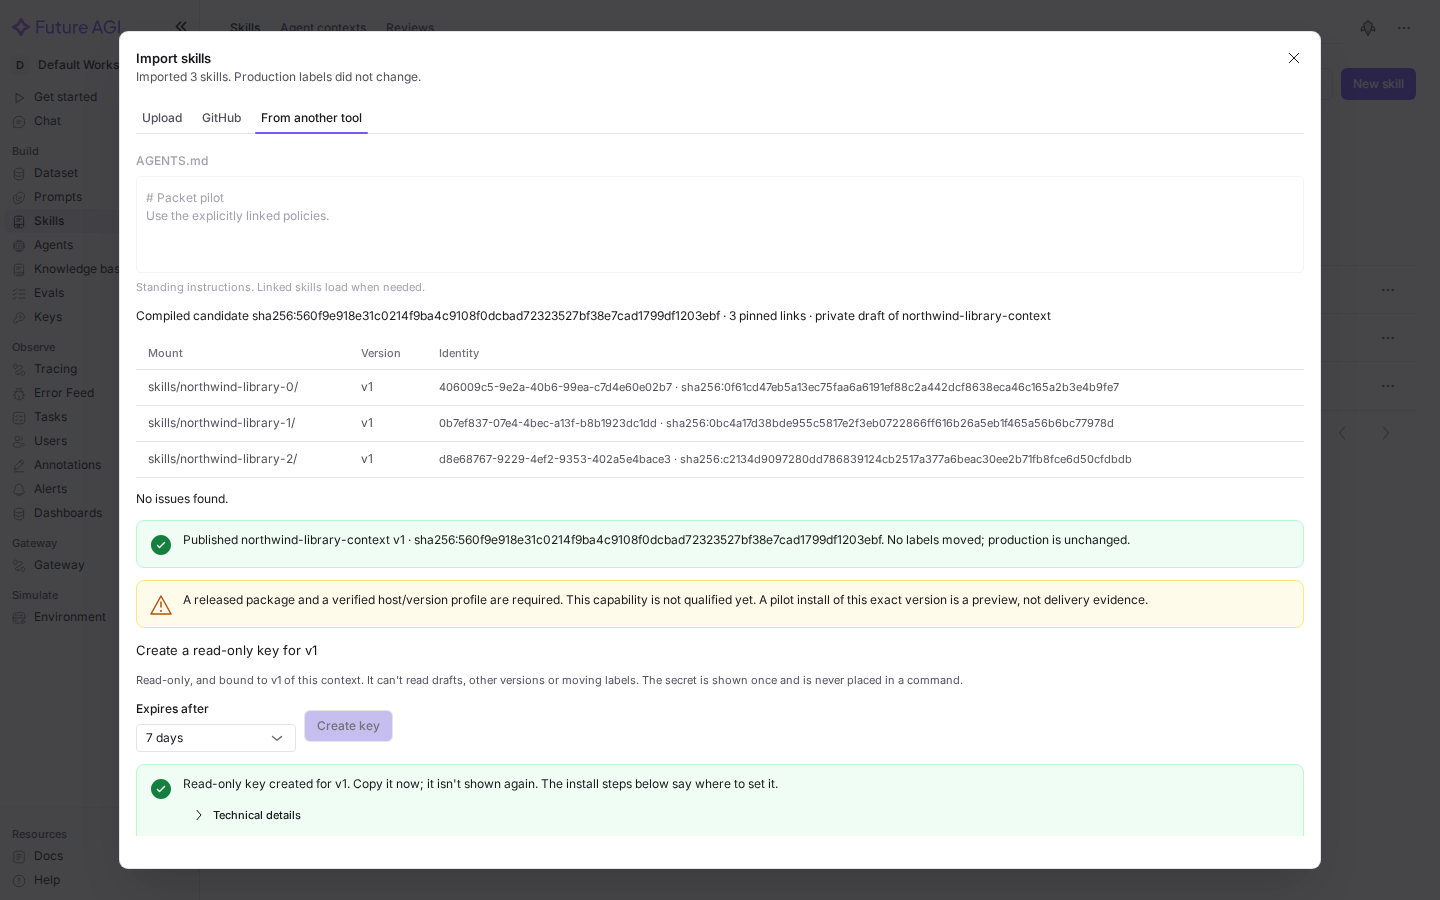 Future AGI
Skills
Agent contexts
Reviews
D
Default Works
New skill
Get started
Chat
Build
Dataset
Prompts
Skills
Agents
Knowledge bas
Evals
Keys
Observe
Tracing
Error Feed
Tasks
Users
Annotations
Alerts
Dashboards
Gateway
Gateway
Simulate
Environment
Resources
Docs
Help
Import skills
Imported 3 skills. Production labels did not change.
Upload
GitHub
From another tool
AGENTS.md
# Packet pilot
Use the explicitly linked policies.
Standing instructions. Linked skills load when needed.
Compiled candidate sha256:560f9e918e31c0214f9ba4c9108f0dcbad72323527bf38e7cad1799df1203ebf · 3 pinned links · private draft of northwind-library-context
Mount Version Identity
skills/northwind-library-0/ v1 406009c5-9e2a-40b6-99ea-c7d4e60e02b7 · sha256:0f61cd47eb5a13ec75faa6a6191ef88c2a442dcf8638eca46c165a2b3e4b9fe7
skills/northwind-library-1/ v1 0b7ef837-07e4-4bec-a13f-b8b1923dc1dd · sha256:0bc4a17d38bde955c5817e2f3eb0722866ff616b26a5eb1f465a56b6bc77978d
skills/northwind-library-2/ v1 d8e68767-9229-4ef2-9353-402a5e4bace3 · sha256:c2134d9097280dd786839124cb2517a377a6beac30ee2b71fb8fce6d50cfdbdb
No issues found.
Published northwind-library-context v1 · sha256:560f9e918e31c0214f9ba4c9108f0dcbad72323527bf38e7cad1799df1203ebf. No labels moved; production is unchanged.
A released package and a verified host/version profile are required. This capability is not qualified yet. A pilot install of this exact version is a preview, not delivery evidence.
Create a read-only key for v1
Read-only, and bound to v1 of this context. It can't read drafts, other versions or moving labels. The secret is shown once and is never placed in a command.
Expires after
7 days
Create key
Read-only key created for v1. Copy it now; it isn't shown again. The install steps below say where to set it.
Technical details